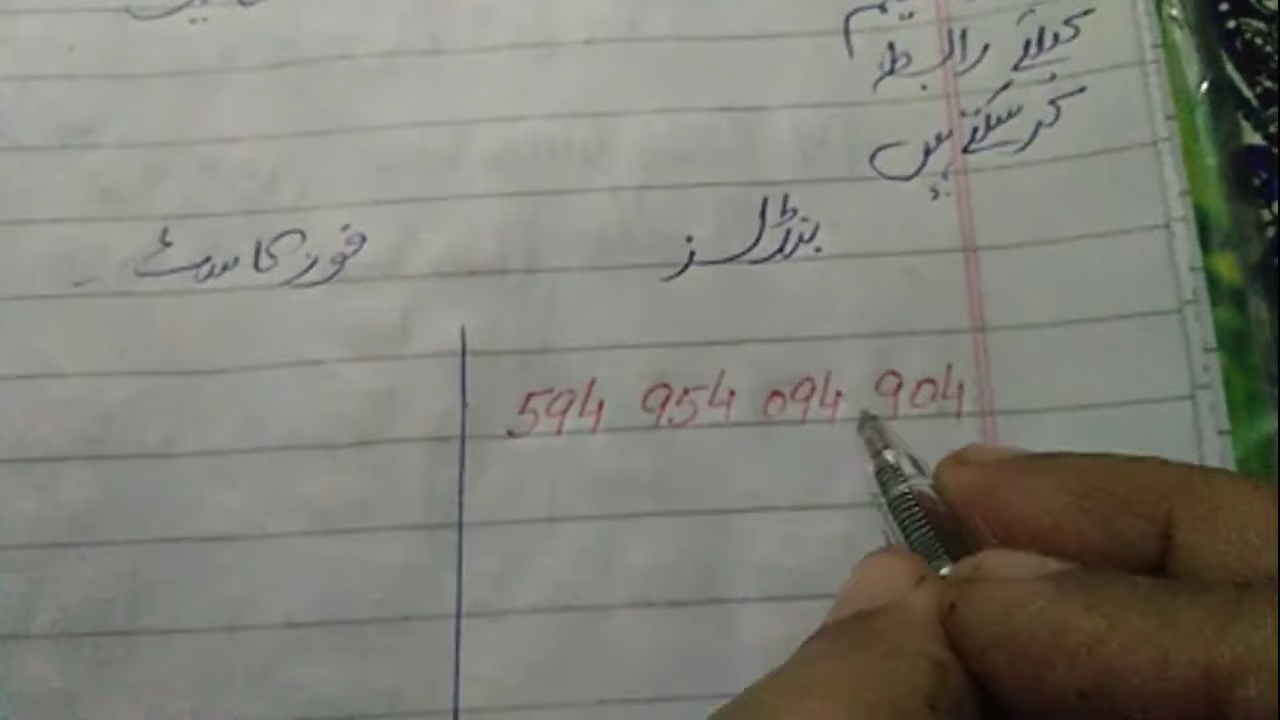 کیلئے رابطہ
کر سکتے ہیں
بنڈلز
فورکاسٹ
594 954 094 904